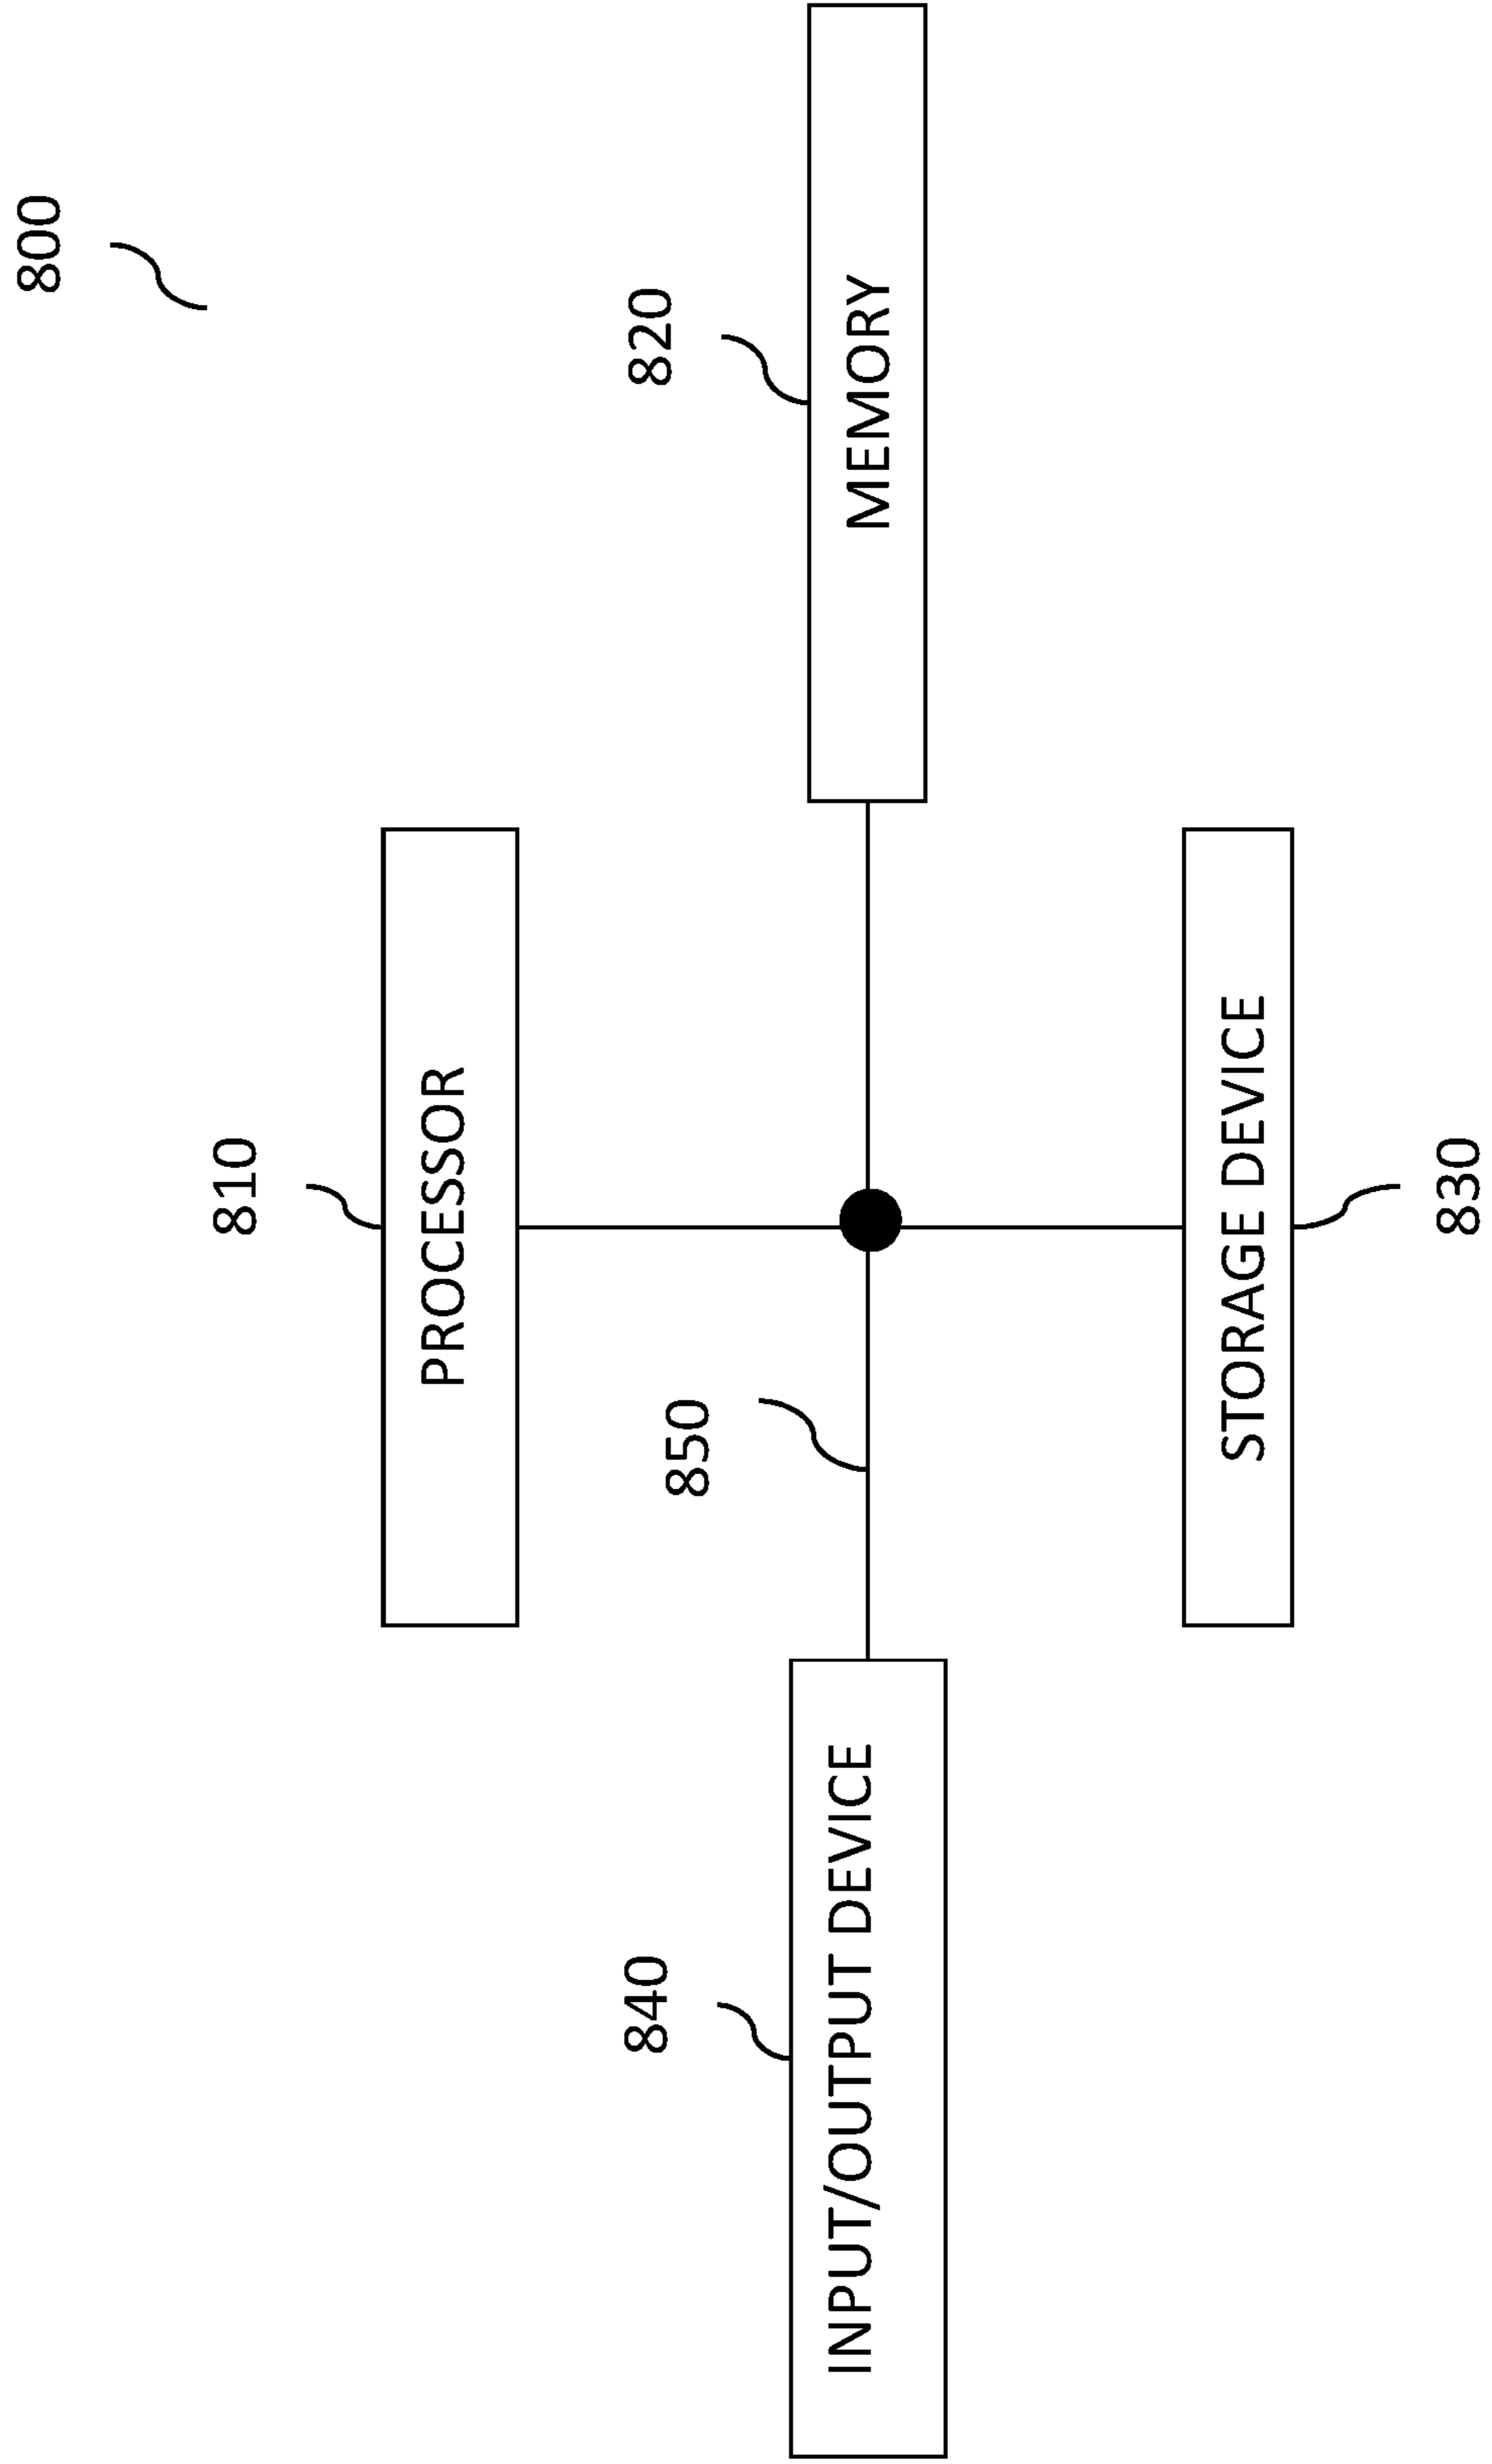 800
810
PROCESSOR
840
850
820
INPUT/OUTPUT DEVICE
MEMORY
STORAGE DEVICE
830